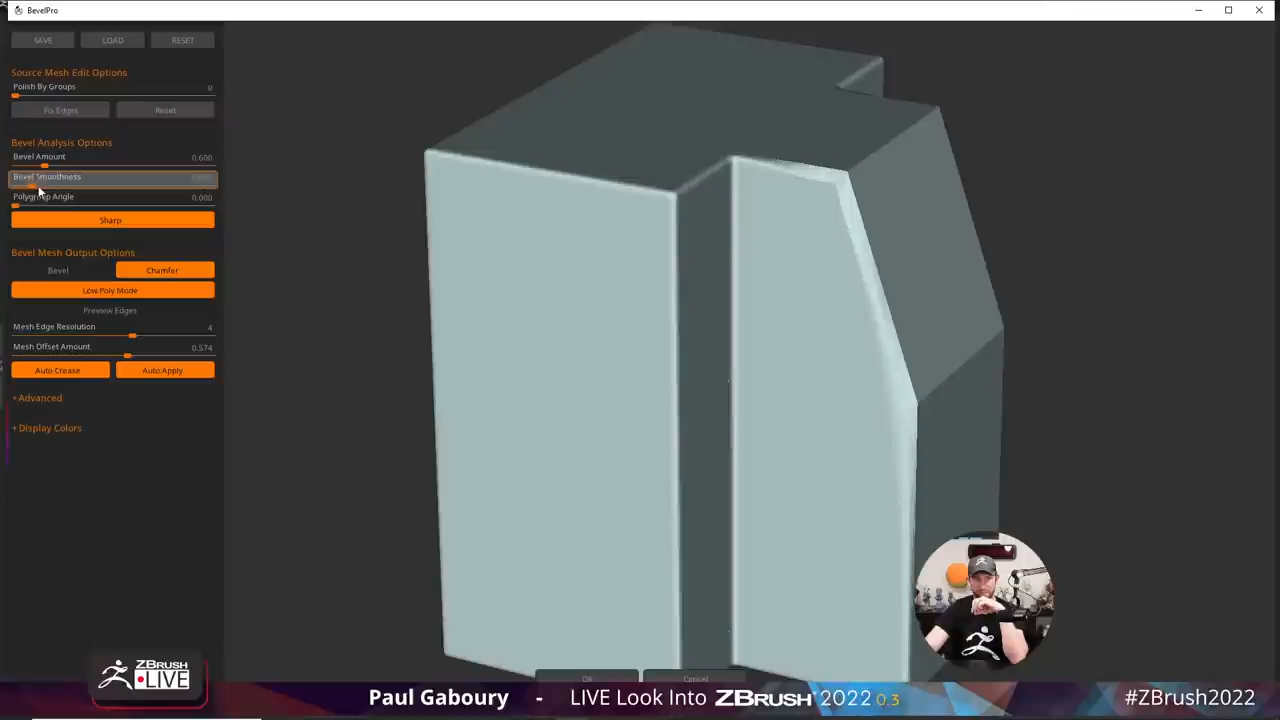 BevelPro
SAVE LOAD RESET
Source Mesh Edit Options
Polish By Groups 0
Fix Edges Reset
Bevel Analysis Options
Bevel Amount 0.600
Bevel Smoothness
Polygroup Angle 0.000
Sharp
Bevel Mesh Output Options
Bevel Chamfer
Low Poly Mode
Preview Edges
Mesh Edge Resolution 4
Mesh Offset Amount 0.574
Auto Crease Auto Apply
+Advanced
+Display Colors
OK Cancel
ZBRUSH
LIVE
Paul Gaboury - LIVE Look Into ZBRUSH® 2022 0.3 #ZBrush2022